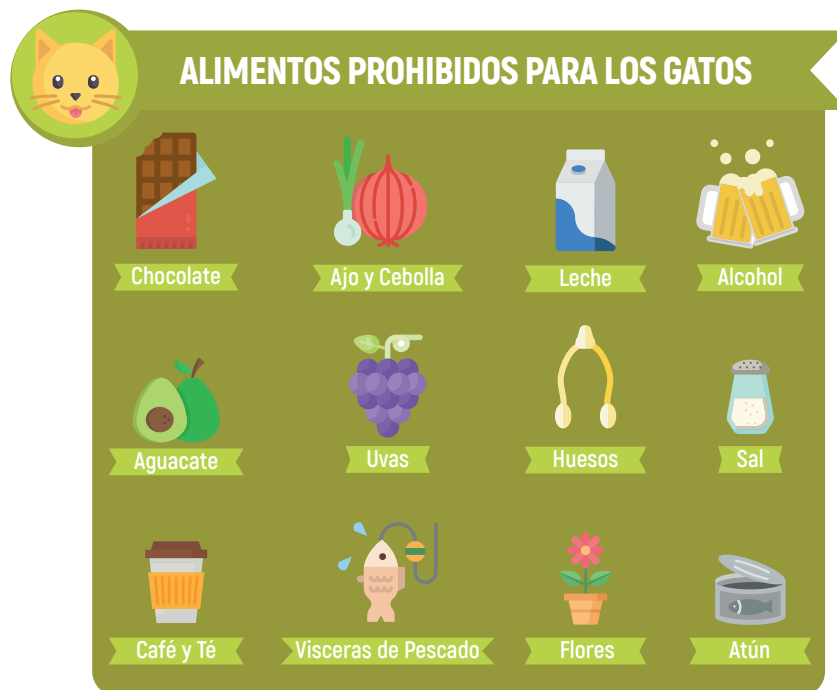 ALIMENTOS PROHIBIDOS PARA LOS GATOS
Chocolate
Ajo y Cebolla
Leche
Alcohol
Aguacate
Uvas
Huesos
Sal
Café y Té
Visceras de Pescado
Flores
Atún